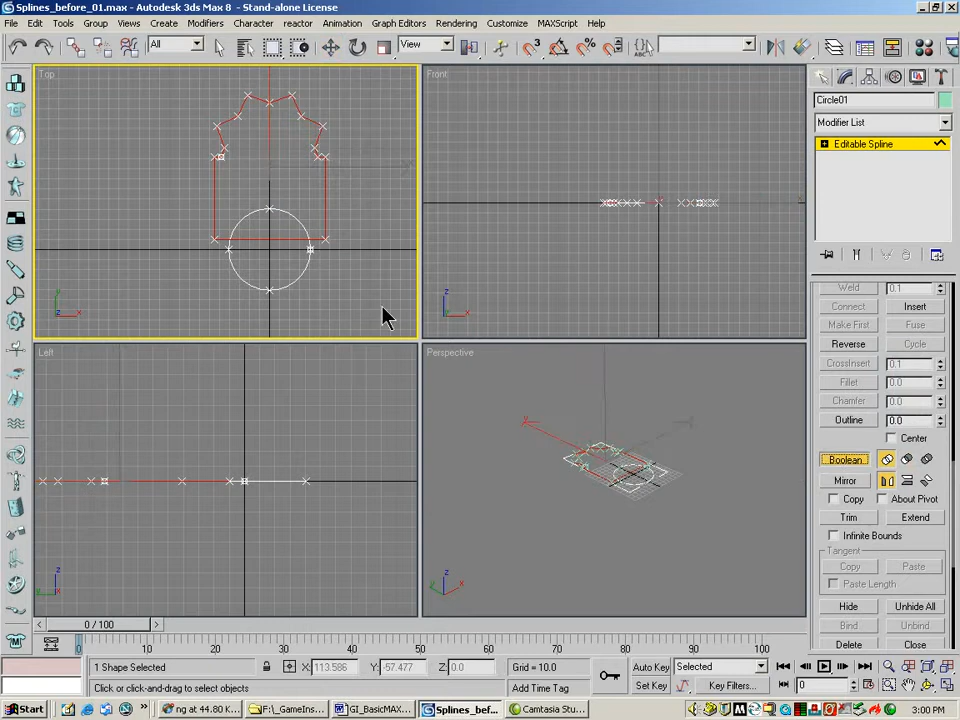 Splines_before_01.max - Autodesk 3ds Max 8 - Stand-alone License
File Edit Tools Group Views Create Modifiers Character reactor Animation Graph Editors Rendering Customize MAXScript Help
All
View
Top
Front
Left
Perspective
Circle01
Modifier List
Editable Spline
Weld 0.1
Connect Insert
Make First Fuse
Reverse Cycle
CrossInsert 0.1
Fillet 0.0
Chamfer 0.0
Outline 0.0
Center
Boolean
Mirror
Copy About Pivot
Trim Extend
Infinite Bounds
Tangent
Copy Paste
Paste Length
Hide Unhide All
Bind Unbind
Delete Close
0 / 100
0 10 20 30 40 50 60 70 80 90 100
1 Shape Selected X: 113.586 Y: -57.477 Z: 0.0 Grid = 10.0
Auto Key Selected
Click or click-and-drag to select objects
Add Time Tag
Set Key Key Filters... 0
Start
ng at 44.80 K...
F:\_GameIns...
GI_BasicMAX...
Splines_bef...
Camtasia Stu...
3:00 PM